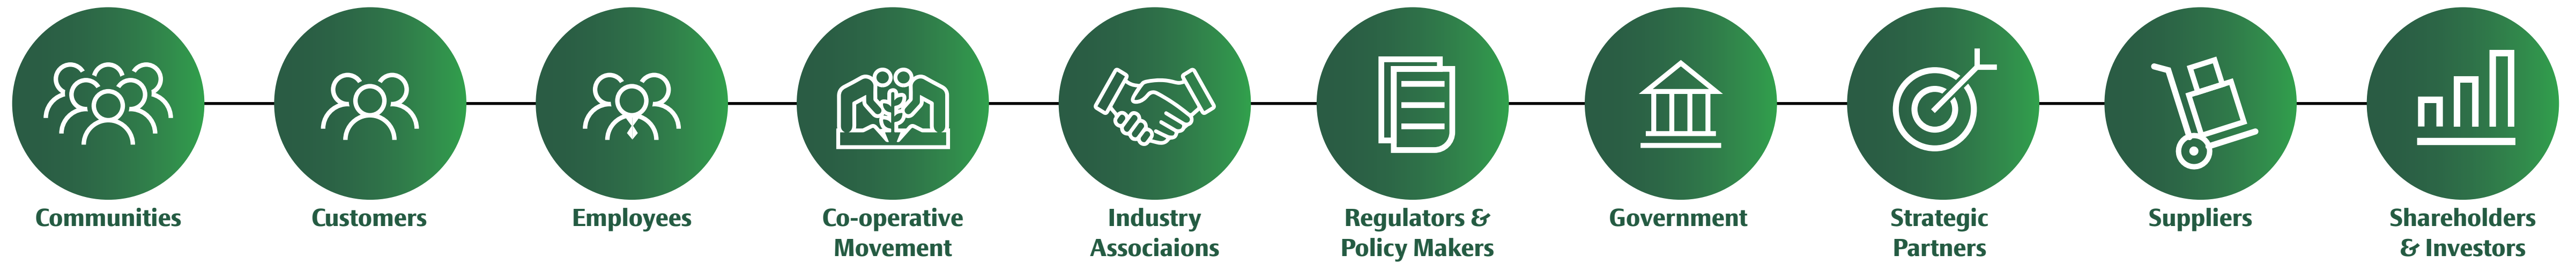 Communities
Customers
Employees
Co-operative
Movement
Industry
Associaions
Regulators &
Policy Makers
Government
Strategic
Partners
Suppliers
Shareholders
& Investors